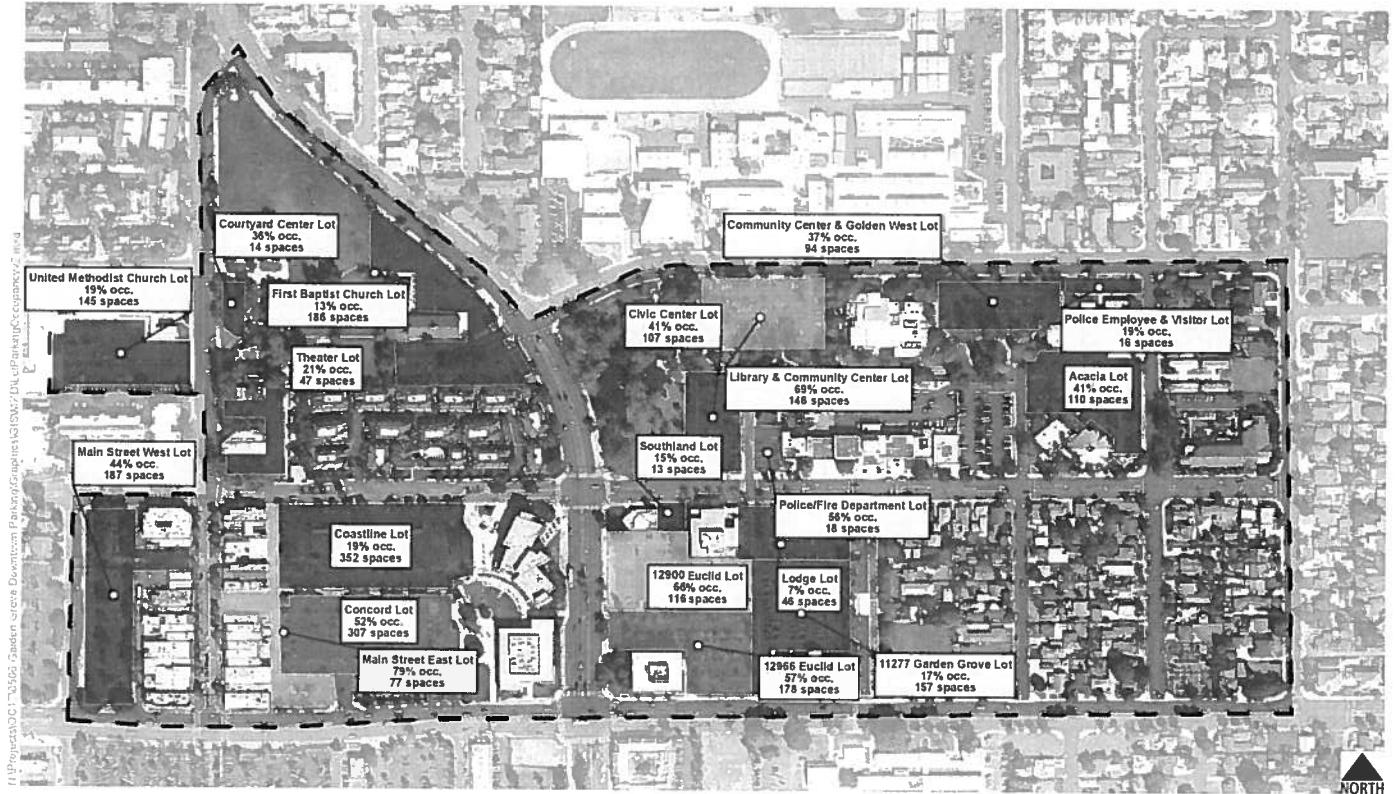 Courtyard Center Lot
36% occ.
14 spaces
Community Center & Golden West Lot
37% occ.
94 spaces
United Methodist Church Lot
19% occ.
145 spaces
First Baptist Church Lot
13% occ.
186 spaces
Civic Center Lot
41% occ.
107 spaces
Police Employee & Visitor Lot
19% occ.
16 spaces
Theater Lot
21% occ.
47 spaces
Library & Community Center Lot
69% occ.
148 spaces
Acacia Lot
41% occ.
110 spaces
Main Street West Lot
44% occ.
187 spaces
Southland Lot
15% occ.
13 spaces
Police/Fire Department Lot
56% occ.
18 spaces
Coastline Lot
19% occ.
352 spaces
12900 Euclid Lot
66% occ.
116 spaces
Lodge Lot
7% occ.
46 spaces
Concord Lot
52% occ.
307 spaces
Main Street East Lot
79% occ.
77 spaces
12966 Euclid Lot
57% occ.
178 spaces
11277 Garden Grove Lot
17% occ.
157 spaces
NORTH